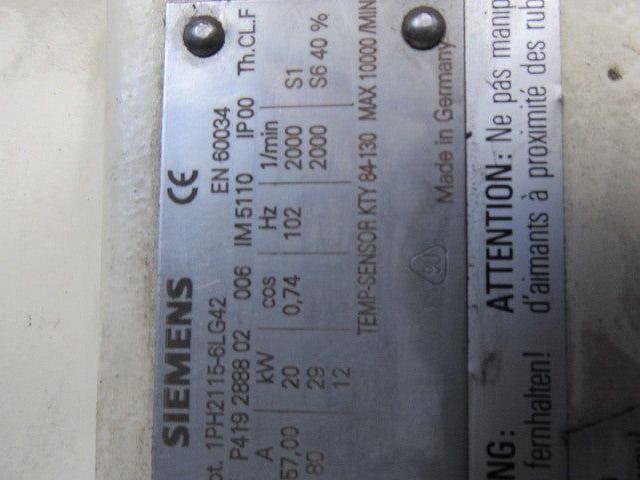 SIEMENS CE
ot. 1PH2115-6LG42 EN 60034
P419 2888 02 006 IM 5110 IP00 Th.CL.F
A kW cos Hz 1/min
57,00 20 0,74 102 2000 S1
80 29 2000 S6 40 %
12
TEMP-SENSOR KTY 84-130 MAX 10000 /MIN
Made in Germany
NG: ATTENTION: Ne pás manip
fernhalten! d'aimants à proximité des rub